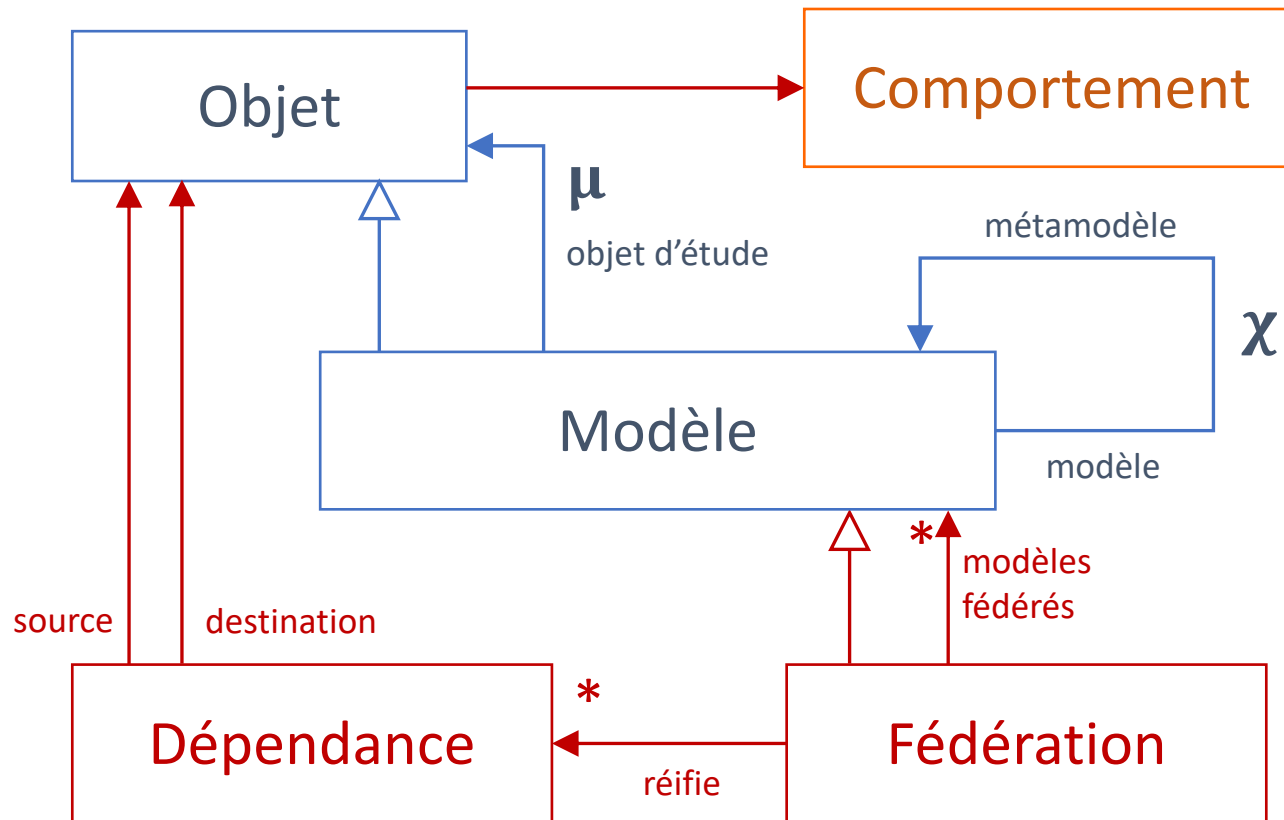 Objet
Comportement
μ
objet d’étude
métamodèle
χ
Modèle
modèle
*
modèles
fédérés
source
destination
*
Dépendance
réifie
Fédération